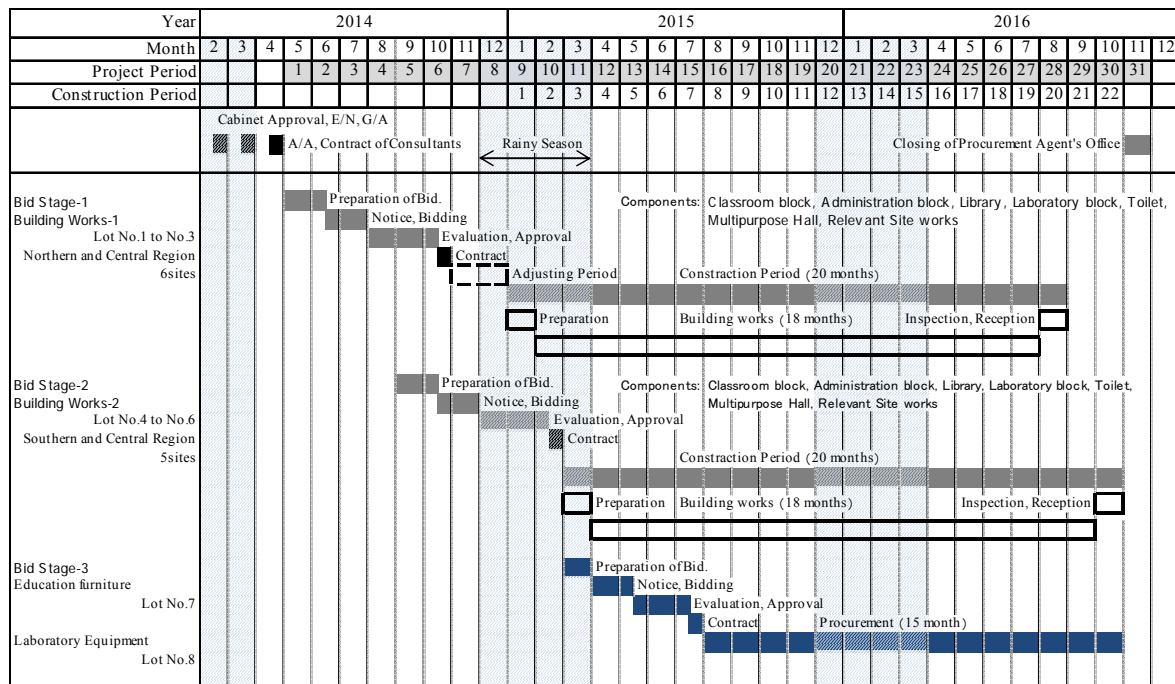 Year 2014 2015 2016
Month 2 3 4 5 6 7 8 9 10 11 12 1 2 3 4 5 6 7 8 9 10 11 12 1 2 3 4 5 6 7 8 9 10 11 12
Project Period 1 2 3 4 5 6 7 8 9 10 11 12 13 14 15 16 17 18 19 20 21 22 23 24 25 26 27 28 29 30 31
Construction Period 1 2 3 4 5 6 7 8 9 10 11 12 13 14 15 16 17 18 19 20 21 22
Cabinet Approval, E/N, G/A
A/A, Contract of Consultants Rainy Season Closing of Procurement Agent's Office
Bid Stage-1 Preparation of Bid. Components: Classroom block, Administration block, Library, Laboratory block, Toilet,
Building Works-1 Notice, Bidding Multipurpose Hall, Relevant Site works
Lot No.1 to No.3 Evaluation, Approval
Northern and Central Region Contract
6sites Adjusting Period Constraction Period (20 months)
Preparation Building works (18 months) Inspection, Reception
Bid Stage-2 Preparation of Bid. Components: Classroom block, Administration block, Library, Laboratory block, Toilet,
Building Works-2 Notice, Bidding Multipurpose Hall, Relevant Site works
Lot No.4 to No.6 Evaluation, Approval
Southern and Central Region Contract
5sites Constraction Period (20 months)
Preparation Building works (18 months) Inspection, Reception
Bid Stage-3 Preparation of Bid.
Education furniture Notice, Bidding
Lot No.7 Evaluation, Approval
Contract Procurement (15 month)
Laboratory Equipment
Lot No.8